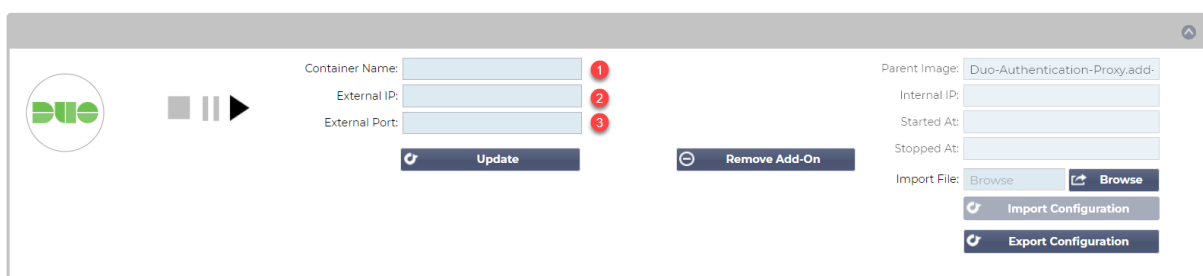 DUO
Container Name:
1
External IP:
2
External Port:
3
Update
Remove Add-On
Parent Image:
Duo-Authentication-Proxy.add-
Internal IP:
Started At:
Stopped At:
Import File:
Browse
Browse
Import Configuration
Export Configuration